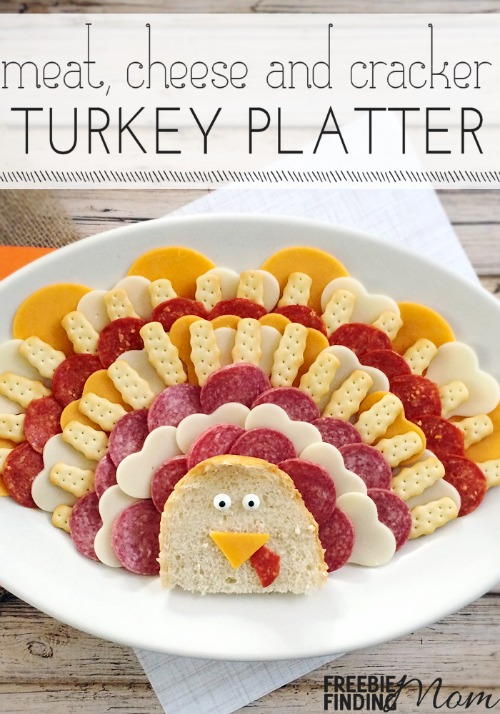 meat, cheese and cracker
TURKEY PLATTER
FREEBIE
FINDING Mom